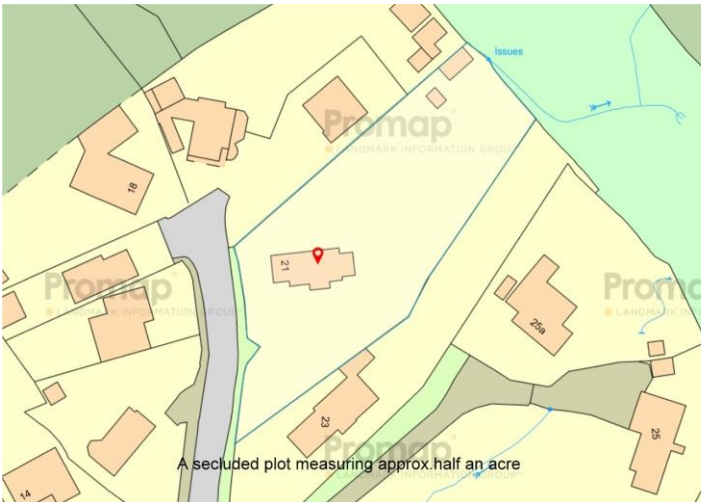 Issues
Promap
LANDMARK INFORMATION GROUP
18
21
Promap
LANDMARK INFORMATION GROUP
Promap
LANDMARK INFORMA
25a
23
25
Promap
A secluded plot measuring approx.half an acre
14